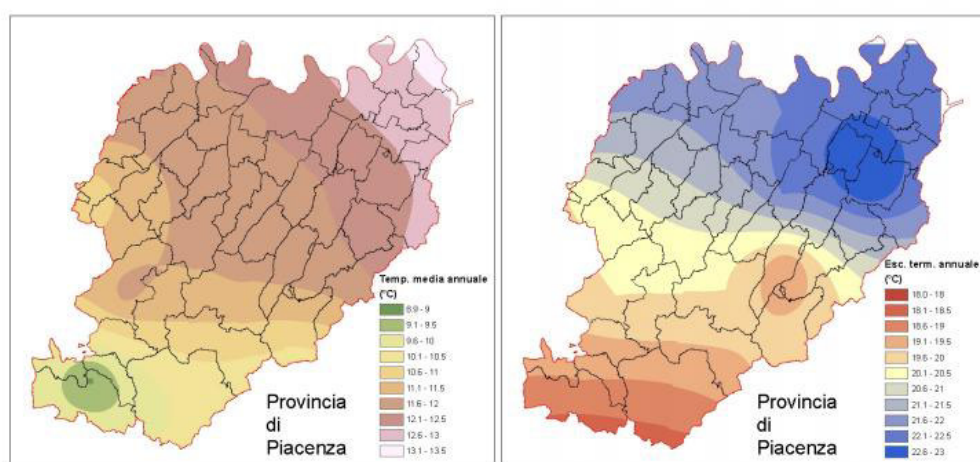 Temp. media annuale
(°C)
8.9 - 9
9.1 - 9.5
9.6 - 10
10.1 - 10.5
10.6 - 11
11.1 - 11.5
11.6 - 12
12.1 - 12.5
12.6 - 13
13.1 - 13.5
Provincia
di
Piacenza
Esc. term. annuale
(°C)
18.0 - 18
18.1 - 18.5
18.6 - 19
19.1 - 19.5
19.6 - 20
20.1 - 20.5
20.6 - 21
21.1 - 21.5
21.6 - 22
22.1 - 22.5
22.6 - 23
Provincia
di
Piacenza